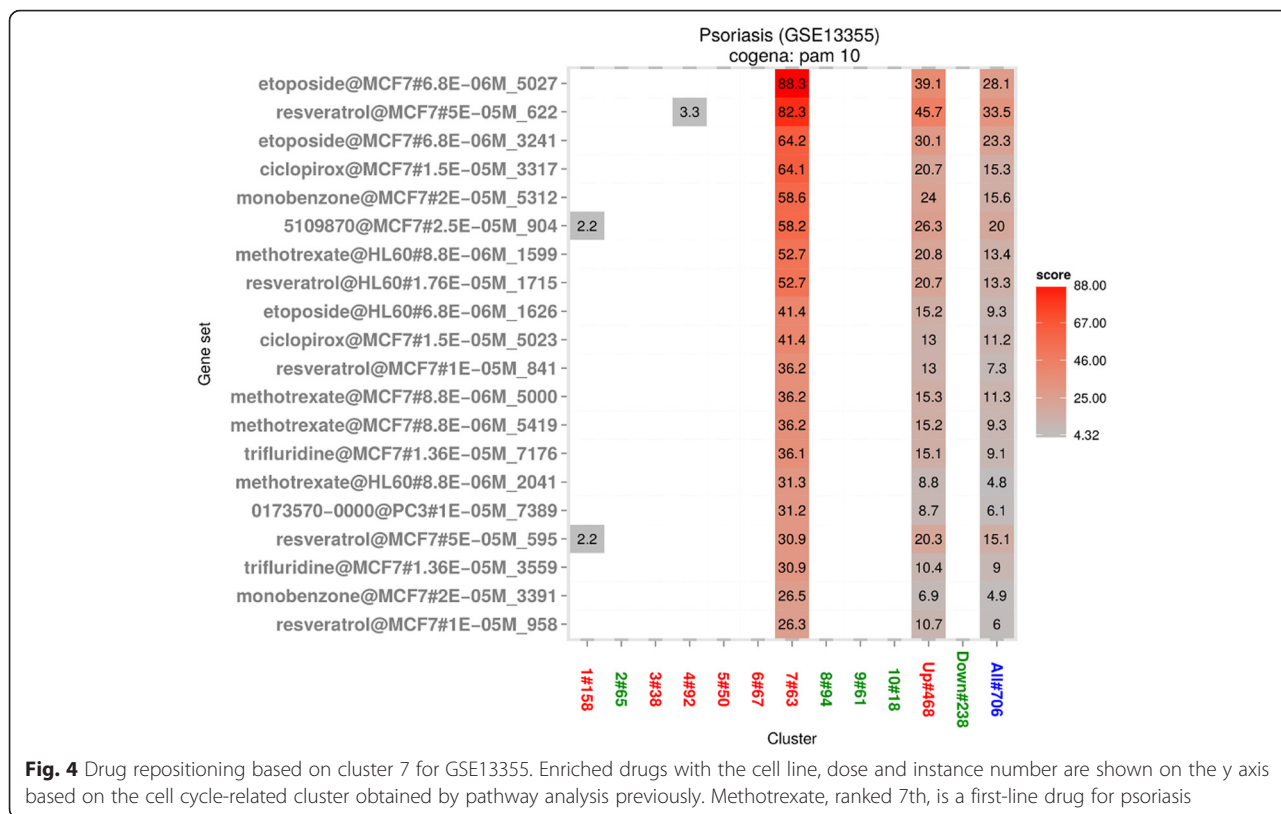 Psoriasis (GSE13355)
cogena: pam 10
Gene set
etoposide@MCF7#6.8E−06M_5027 88.3 39.1 28.1
resveratrol@MCF7#5E−05M_622 3.3 82.3 45.7 33.5
etoposide@MCF7#6.8E−06M_3241 64.2 30.1 23.3
ciclopirox@MCF7#1.5E−05M_3317 64.1 20.7 15.3
monobenzone@MCF7#2E−05M_5312 58.6 24 15.6
5109870@MCF7#2.5E−05M_904 2.2 58.2 26.3 20
methotrexate@HL60#8.8E−06M_1599 52.7 20.8 13.4
resveratrol@HL60#1.76E−05M_1715 52.7 20.7 13.3
etoposide@HL60#6.8E−06M_1626 41.4 15.2 9.3
ciclopirox@MCF7#1.5E−05M_5023 41.4 13 11.2
resveratrol@MCF7#1E−05M_841 36.2 13 7.3
methotrexate@MCF7#8.8E−06M_5000 36.2 15.3 11.3
methotrexate@MCF7#8.8E−06M_5419 36.2 15.2 9.3
trifluridine@MCF7#1.36E−05M_7176 36.1 15.1 9.1
methotrexate@HL60#8.8E−06M_2041 31.3 8.8 4.8
0173570−0000@PC3#1E−05M_7389 31.2 8.7 6.1
resveratrol@MCF7#5E−05M_595 2.2 30.9 20.3 15.1
trifluridine@MCF7#1.36E−05M_3559 30.9 10.4 9
monobenzone@MCF7#2E−05M_3391 26.5 6.9 4.9
resveratrol@MCF7#1E−05M_958 26.3 10.7 6
1#158 2#65 3#38 4#92 5#50 6#67 7#63 8#94 9#61 10#18 Up#468 Down#238 All#706
Cluster
score
88.00
67.00
46.00
25.00
4.32
Fig. 4 Drug repositioning based on cluster 7 for GSE13355. Enriched drugs with the cell line, dose and instance number are shown on the y axis
based on the cell cycle-related cluster obtained by pathway analysis previously. Methotrexate, ranked 7th, is a first-line drug for psoriasis